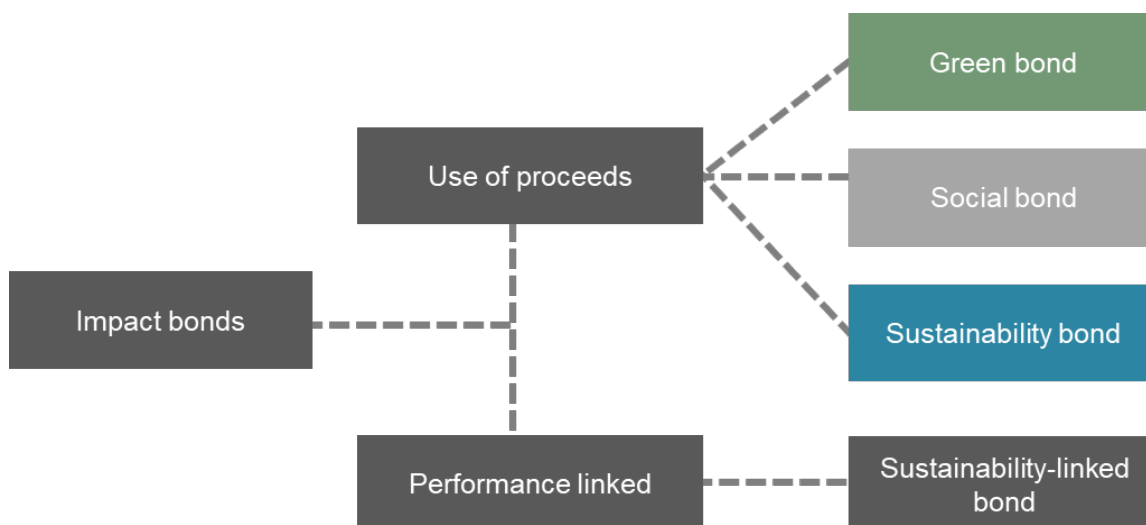 Green bond
Use of proceeds
Social bond
Impact bonds
Sustainability bond
Performance linked
Sustainability-linked
bond